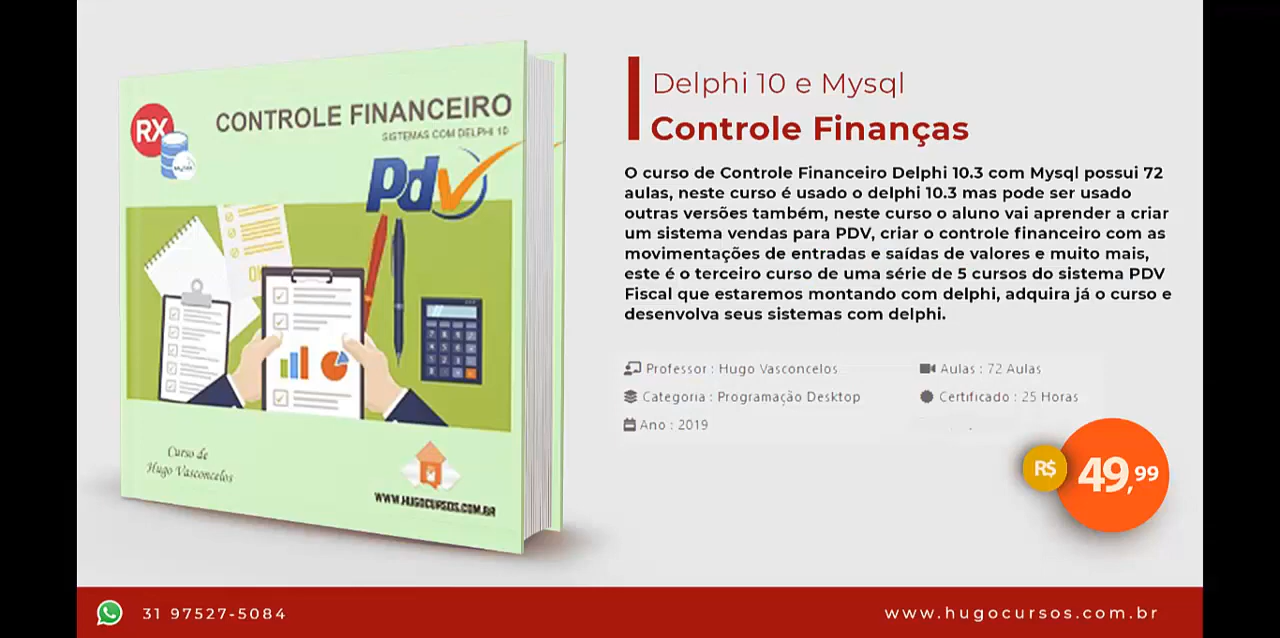 RX
MySQL
CONTROLE FINANCEIRO
SISTEMAS COM DELPHI 10
Pdv
Curso de
Hugo Vasconcelos
WWW.HUGOCURSOS.COM.BR
Delphi 10 e Mysql
Controle Finanças
O curso de Controle Financeiro Delphi 10.3 com Mysql possui 72
aulas, neste curso é usado o delphi 10.3 mas pode ser usado
outras versões também, neste curso o aluno vai aprender a criar
um sistema vendas para PDV, criar o controle financeiro com as
movimentações de entradas e saídas de valores e muito mais,
este é o terceiro curso de uma série de 5 cursos do sistema PDV
Fiscal que estaremos montando com delphi, adquira já o curso e
desenvolva seus sistemas com delphi.
Professor : Hugo Vasconcelos
Aulas : 72 Aulas
Categoria : Programação Desktop
Certificado : 25 Horas
Ano : 2019
R$ 49,99
31 97527-5084
www.hugocursos.com.br